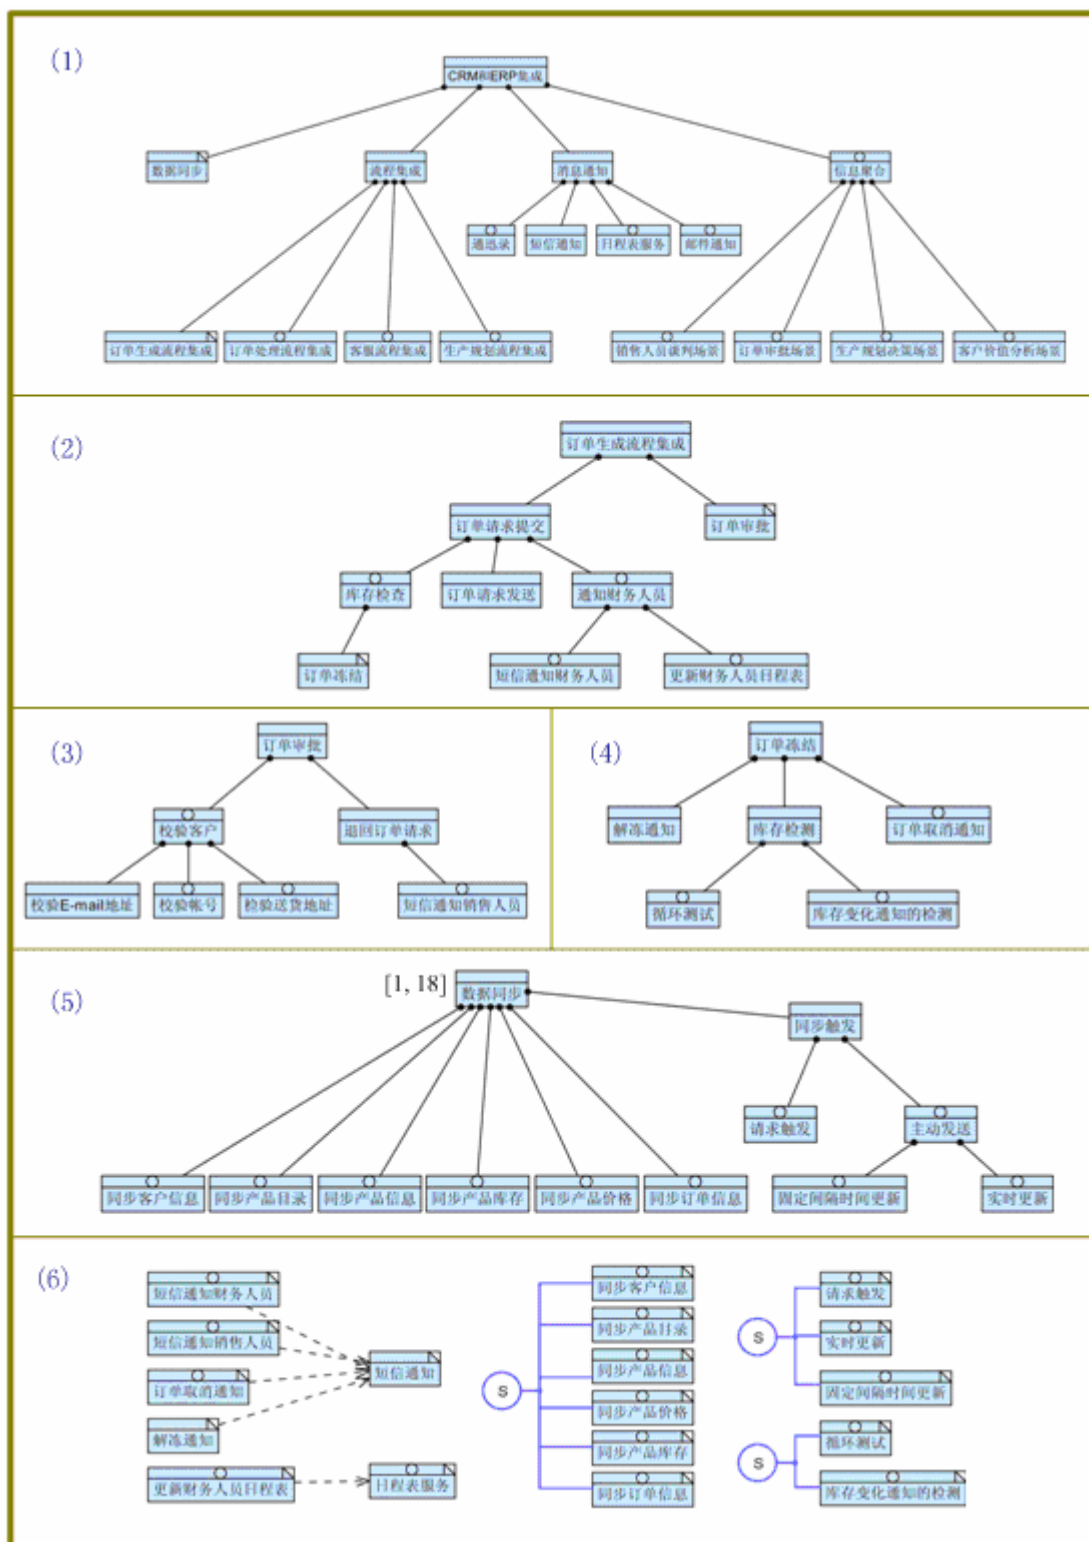 (1)
CRM和ERP集成
数据同步
流程集成
消息通知
信息聚合
通迅录
短信通知
日程表服务
邮件通知
订单生成流程集成
订单处理流程集成
客服流程集成
生产规划流程集成
销售人员谈判场景
订单审批场景
生产规划决策场景
客户价值分析场景
(2)
订单生成流程集成
订单请求提交
订单审批
库存检查
订单请求发送
通知财务人员
订单冻结
短信通知财务人员
更新财务人员日程表
(3)
订单审批
校验客户
退回订单请求
校验E-mail地址
校验帐号
检验送货地址
短信通知销售人员
(4)
订单冻结
解冻通知
库存检测
订单取消通知
循环测试
库存变化通知的检测
(5)
[1, 18]
数据同步
同步触发
请求触发
主动发送
同步客户信息
同步产品目录
同步产品信息
同步产品库存
同步产品价格
同步订单信息
固定间隔时间更新
实时更新
(6)
短信通知财务人员
短信通知销售人员
订单取消通知
解冻通知
更新财务人员日程表
短信通知
日程表服务
S
同步客户信息
同步产品目录
同步产品信息
同步产品价格
同步产品库存
同步订单信息
S
请求触发
实时更新
固定间隔时间更新
S
循环测试
库存变化通知的检测